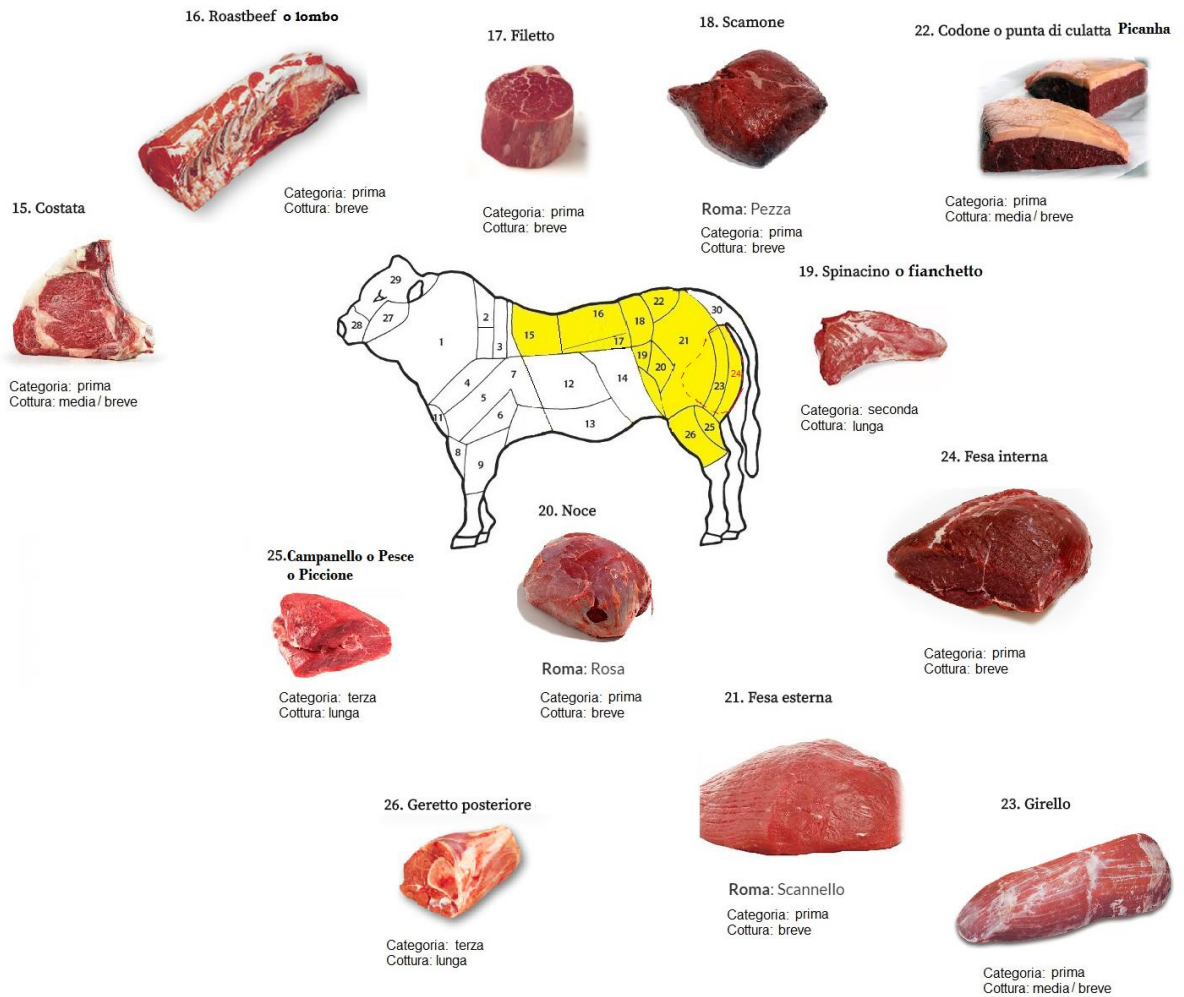 16. Roastbeef o lombo
Categoria: prima
Cottura: breve
17. Filetto
Categoria: prima
Cottura: breve
18. Scamone
Roma: Pezza
Categoria: prima
Cottura: breve
22. Codone o punta di culatta Picanha
Categoria: prima
Cottura: media / breve
15. Costata
Categoria: prima
Cottura: media / breve
29
28
27
1
2
3
15
16
17
18
22
30
19
20
21
24
23
4
7
12
14
5
11
6
13
8
9
26
25
19. Spinacino o fianchetto
Categoria: seconda
Cottura: lunga
24. Fesa interna
Categoria: prima
Cottura: breve
20. Noce
Roma: Rosa
Categoria: prima
Cottura: breve
25.Campanello o Pesce
o Piccione
Categoria: terza
Cottura: lunga
21. Fesa esterna
Roma: Scannello
Categoria: prima
Cottura: breve
26. Geretto posteriore
Categoria: terza
Cottura: lunga
23. Girello
Categoria: prima
Cottura: media / breve